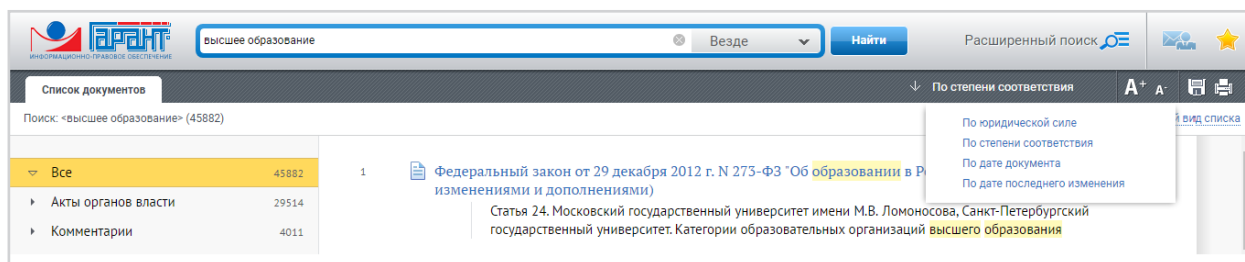 ГАРАНТ
ИНФОРМАЦИОННО-ПРАВОВОЕ ОБЕСПЕЧЕНИЕ
высшее образование
Везде
Найти
Расширенный поиск
Список документов
По степени соответствия
A+ A-
Поиск: <высшее образование> (45882)
й вид списка
По юридической силе
По степени соответствия
По дате документа
По дате последнего изменения
Все 45882
Акты органов власти 29514
Комментарии 4011
1 Федеральный закон от 29 декабря 2012 г. N 273-ФЗ "Об образовании в Р
изменениями и дополнениями)
Статья 24. Московский государственный университет имени М.В. Ломоносова, Санкт-Петербургский
государственный университет. Категории образовательных организаций высшего образования